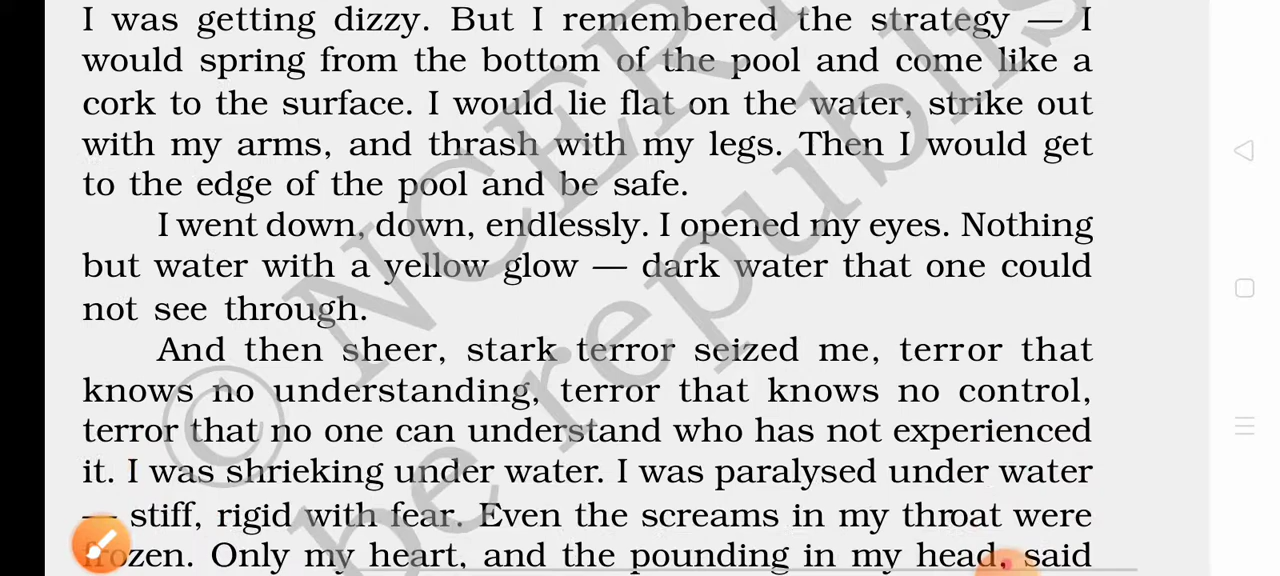 I was getting dizzy. But I remembered the strategy — I
would spring from the bottom of the pool and come like a
cork to the surface. I would lie flat on the water, strike out
with my arms, and thrash with my legs. Then I would get
to the edge of the pool and be safe.
I went down, down, endlessly. I opened my eyes. Nothing
but water with a yellow glow — dark water that one could
not see through.
And then sheer, stark terror seized me, terror that
knows no understanding, terror that knows no control,
terror that no one can understand who has not experienced
it. I was shrieking under water. I was paralysed under water
— stiff, rigid with fear. Even the screams in my throat were
frozen. Only my heart, and the pounding in my head, said
© NCERT
be republis